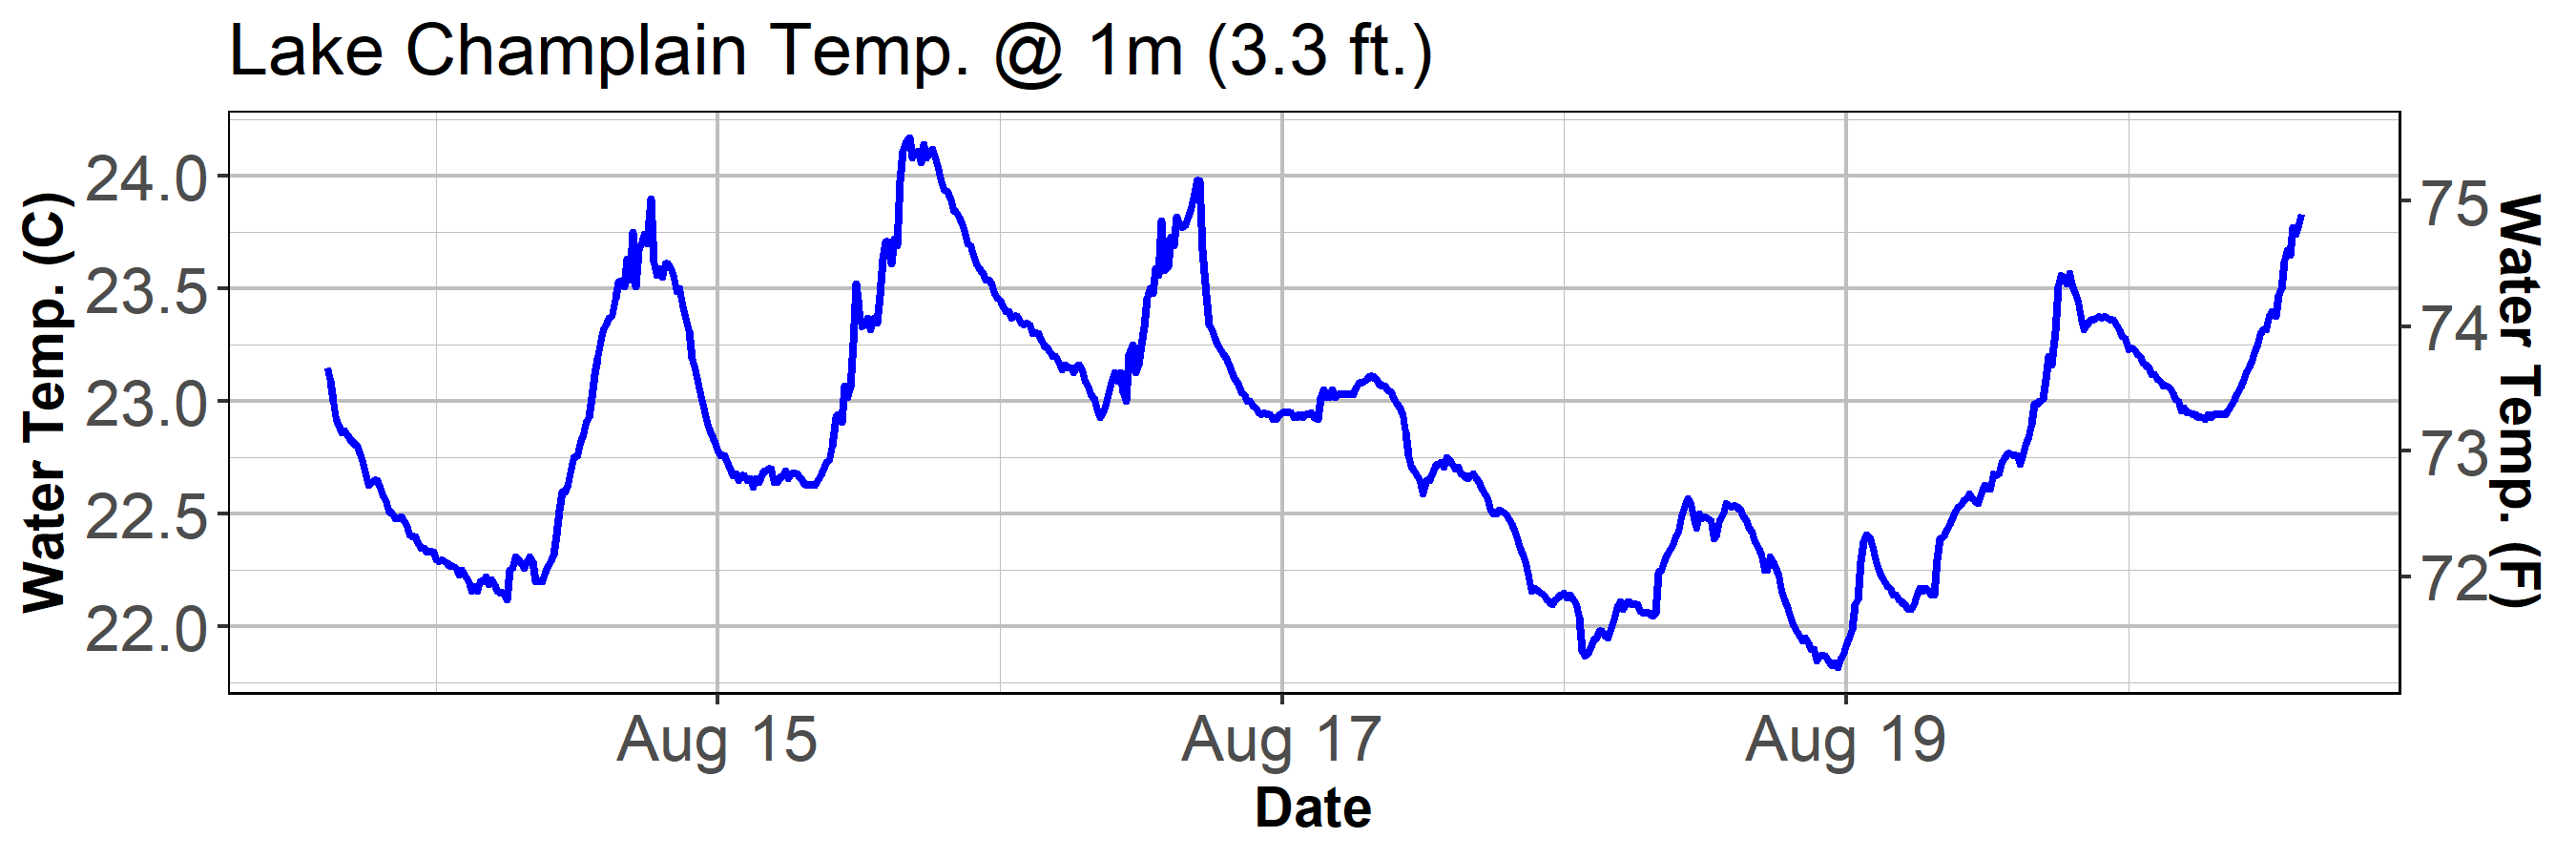 Lake Champlain Temp. @ 1m (3.3 ft.)
Water Temp. (C)
24.0
23.5
23.0
22.5
22.0
75
74
73
72
Water Temp. (F)
Aug 15
Aug 17
Aug 19
Date